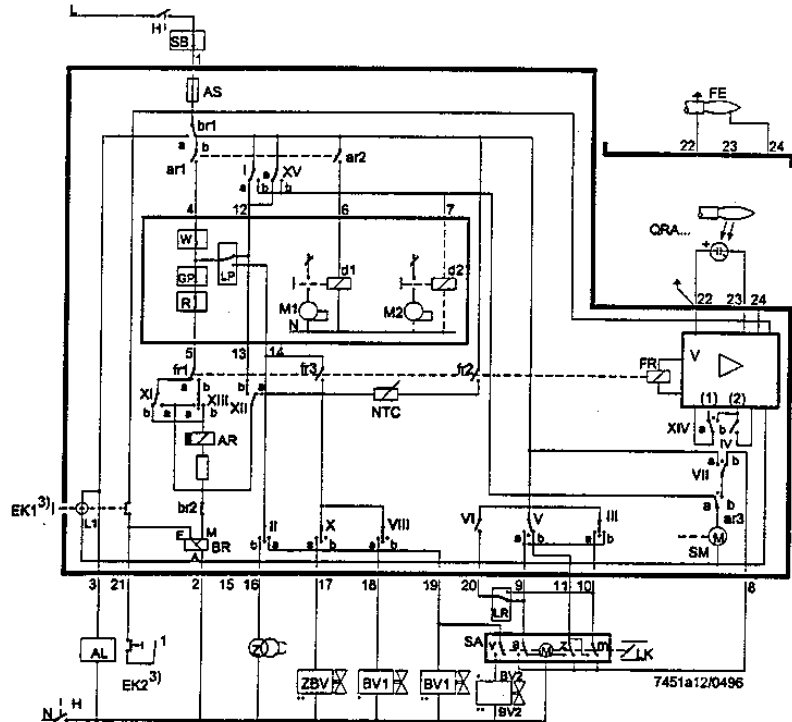 L
H
SB
1
AS
FE
br1
22 23 24
a b
ar1
ar2
I
XV
a b a b
4 12 6 7
QRA...
W
LP
GP
R
d1
d2
M1
M2
N
22 23 24
5 13 14
fr1
fr3
fr2
FR
V
(1) (2)
a b
XI
XIII
b a a b
b a
XII
NTC
XIV
a b b
IV
AR
VII
a b
EK1 3)
L1
br2
a b
ar3
E M
BR
A
II
X
VIII
VI
V
III
M
SM
b a
a b
a b
a b
a b
3 21 2 15 16 17 18 19 20 9 11 10 8
LR
AL
1
EK2 3)
Z
SA
v a M z m
LK
ZBV
BV1
BV1
BV2
BV2
7451a12/0496
N H